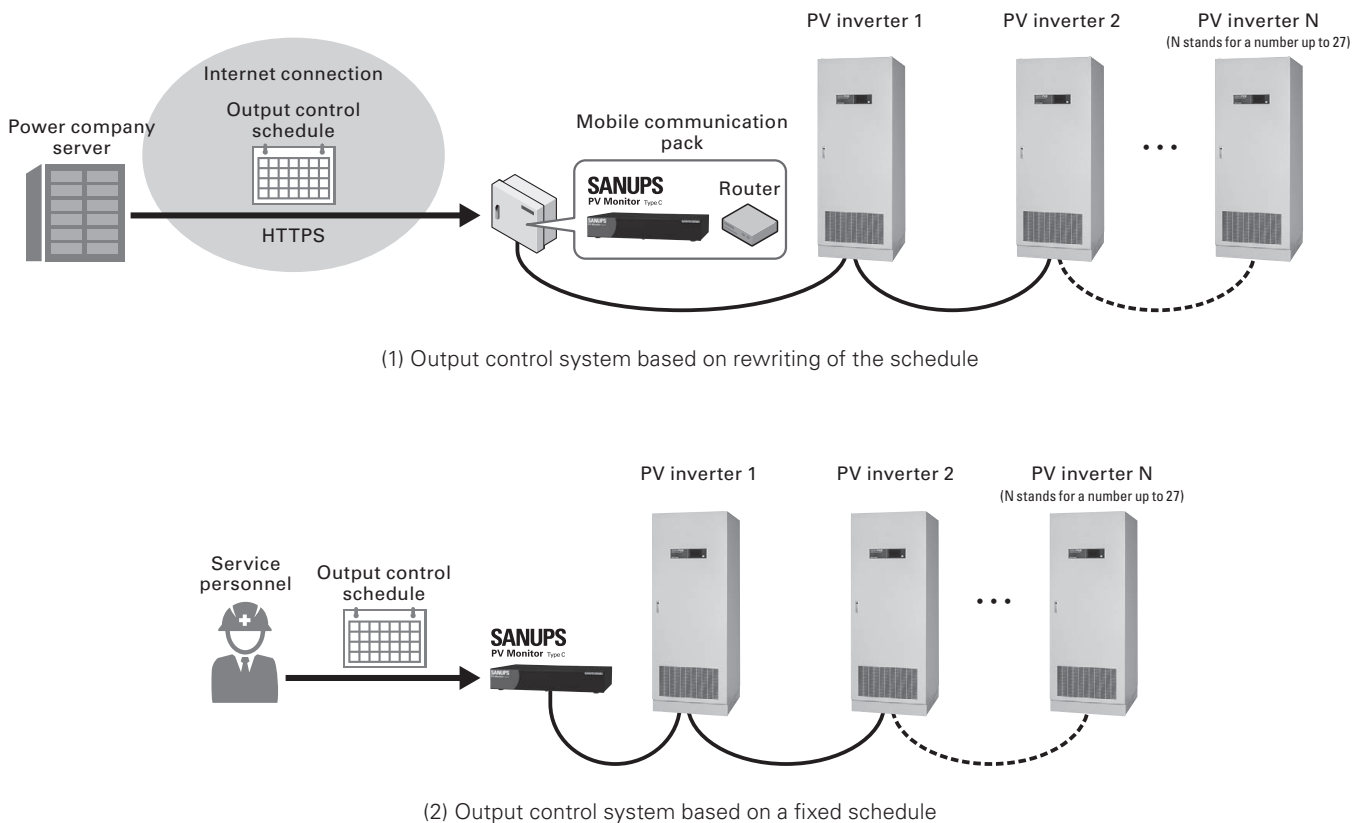 PV inverter 1
PV inverter 2
PV inverter N
(N stands for a number up to 27)
Internet connection
Output control
schedule
Power company
server
HTTPS
Mobile communication
pack
SANUPS
PV Monitor Type C
Router
SANUPS
(1) Output control system based on rewriting of the schedule
PV inverter 1
PV inverter 2
PV inverter N
(N stands for a number up to 27)
Service
personnel
Output control
schedule
SANUPS
PV Monitor Type C
SANUPS
(2) Output control system based on a fixed schedule